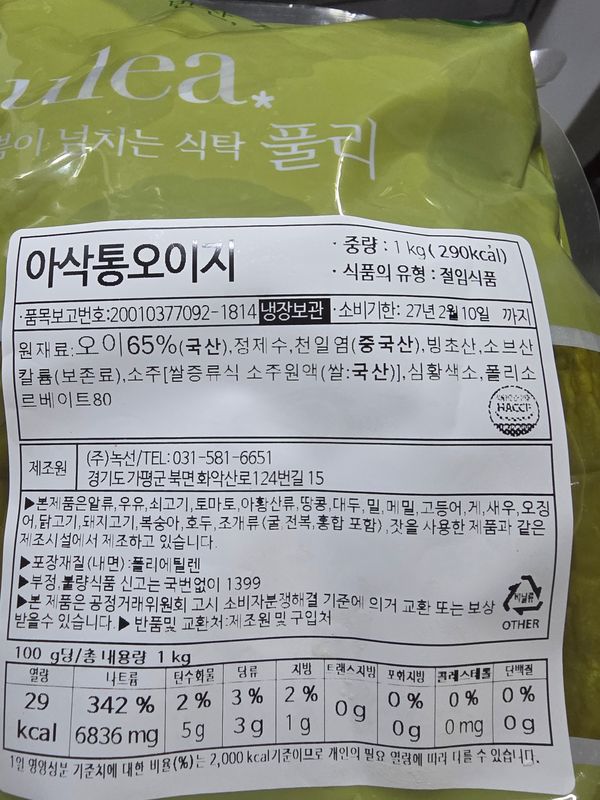 ulea*
넘치는 식탁 풀리
아삭통오이지
· 중량 : 1 kg ( 290kcal)
· 식품의 유형 : 절임식품
·품목보고번호:20010377092-1814 냉장보관 ·소비기한: 27년 2월 10일 까지
원재료:오이65%(국산),정제수,천일염(중국산),빙초산,소브산
칼륨(보존료),소주[쌀증류식 소주원액(쌀:국산)],심황색소,폴리소
르베이트80
HACCP
제조원
(주)녹선/TEL:031-581-6651
경기도 가평군 북면 화악산로124번길 15
▶본제품은알류,우유,쇠고기,토마토,아황산류,땅콩,대두,밀,메밀,고등어,게,새우,오징
어,닭고기,돼지고기,복숭아,호두,조개류(굴,전복,홍합 포함),잣을 사용한 제품과 같은
제조시설에서 제조하고 있습니다.
▶포장재질(내면):폴리에틸렌
▶부정,불량식품 신고는 국번없이 1399
▶본 제품은 공정거래위원회 고시 소비자분쟁해결 기준에 의거 교환 또는 보상
받을수 있습니다.▶ 반품및 교환처:제조원 및 구입처
비닐류
OTHER
100 g당/총 내용량 1 kg
열량 나트륨 탄수화물 당류 지방 트랜스지방 포화지방 콜레스테롤 단백질
29 342 % 2 % 3 % 2 % 0 g 0 % 0 % 0 %
kcal 6836 mg 5g 3g 1g 0g 0mg 0g
1일 영양성분 기준치에 대한 비율(%)는 2,000 kcal기준이므로 개인의 필요 열량에 따라 다를 수 있습니다.